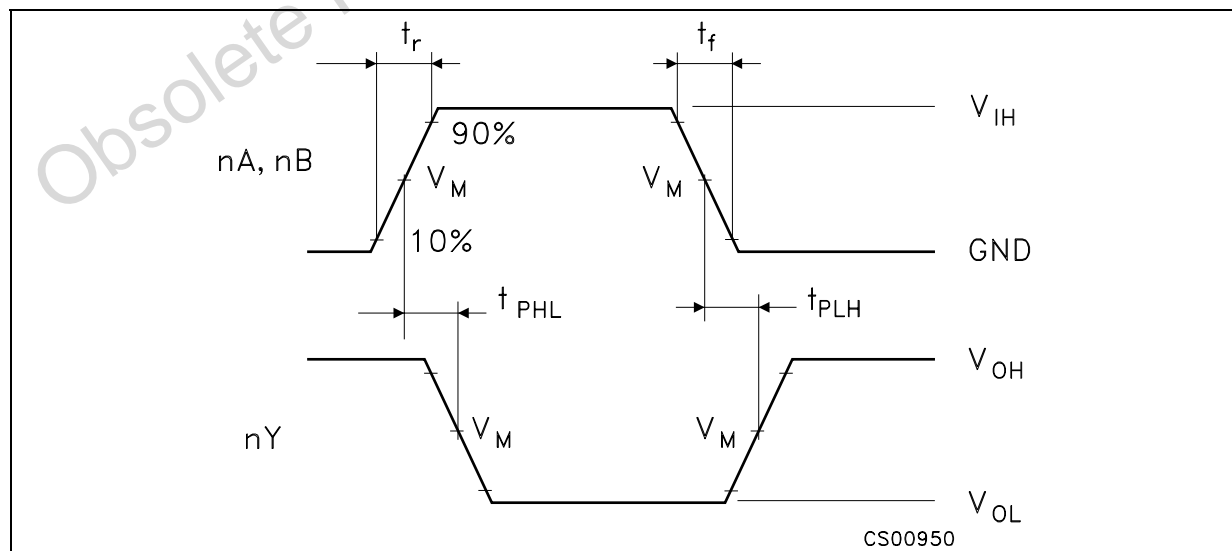 Obsolete
t_r
t_f
V_IH
90%
nA, nB
V_M
V_M
10%
GND
t_PHL
t_PLH
V_OH
V_M
V_M
nY
V_OL
CS00950